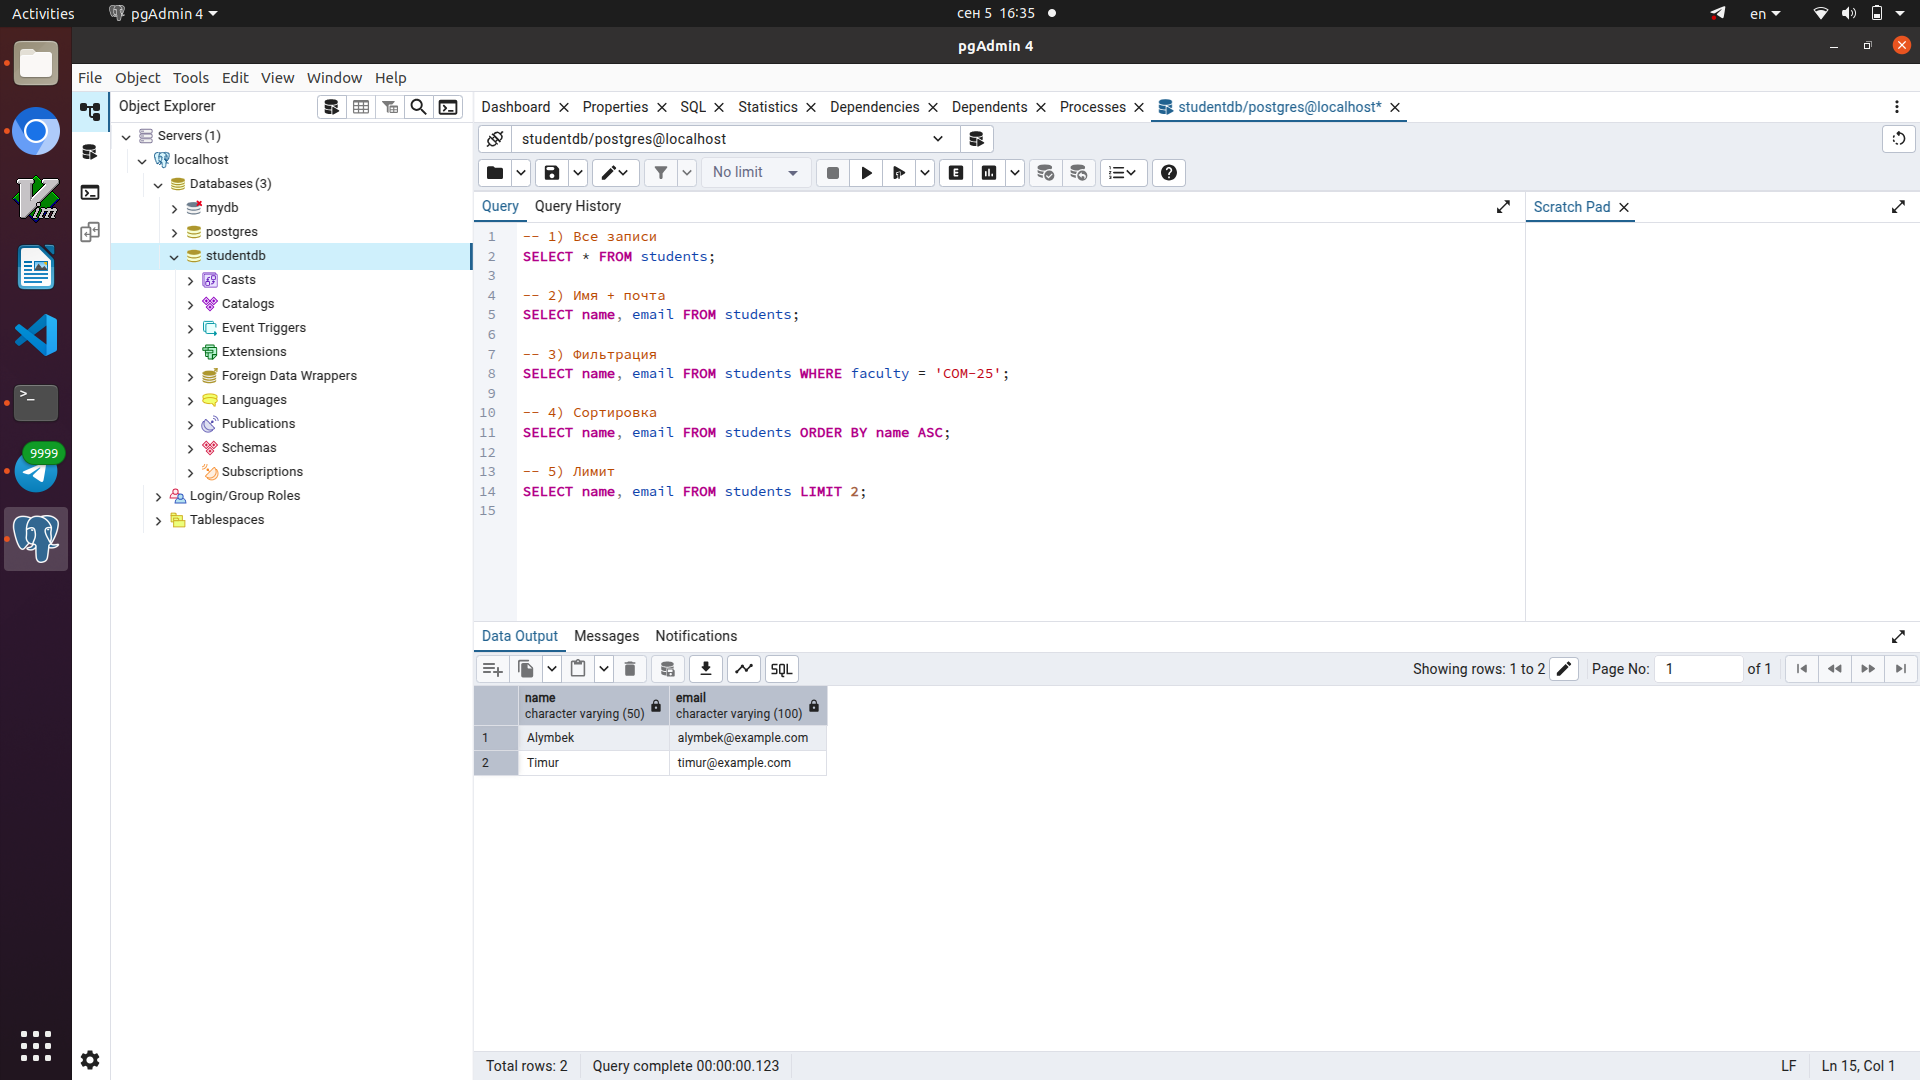 Activities pgAdmin 4 сен 5 16:35 en
pgAdmin 4
File Object Tools Edit View Window Help
Object Explorer
Dashboard Properties SQL Statistics Dependencies Dependents Processes studentdb/postgres@localhost*
Servers (1)
localhost
Databases (3)
mydb
postgres
studentdb
Casts
Catalogs
Event Triggers
Extensions
Foreign Data Wrappers
Languages
Publications
Schemas
Subscriptions
Login/Group Roles
Tablespaces
9999
studentdb/postgres@localhost
No limit
E
Query Query History
Scratch Pad
1 -- 1) Все записи
2 SELECT * FROM students;
3
4 -- 2) Имя + почта
5 SELECT name, email FROM students;
6
7 -- 3) Фильтрация
8 SELECT name, email FROM students WHERE faculty = 'COM-25';
9
10 -- 4) Сортировка
11 SELECT name, email FROM students ORDER BY name ASC;
12
13 -- 5) Лимит
14 SELECT name, email FROM students LIMIT 2;
15
Data Output Messages Notifications
SQL Showing rows: 1 to 2 Page No: 1 of 1
name email
character varying (50) character varying (100)
1 Alymbek alymbek@example.com
2 Timur timur@example.com
Total rows: 2 Query complete 00:00:00.123 LF Ln 15, Col 1